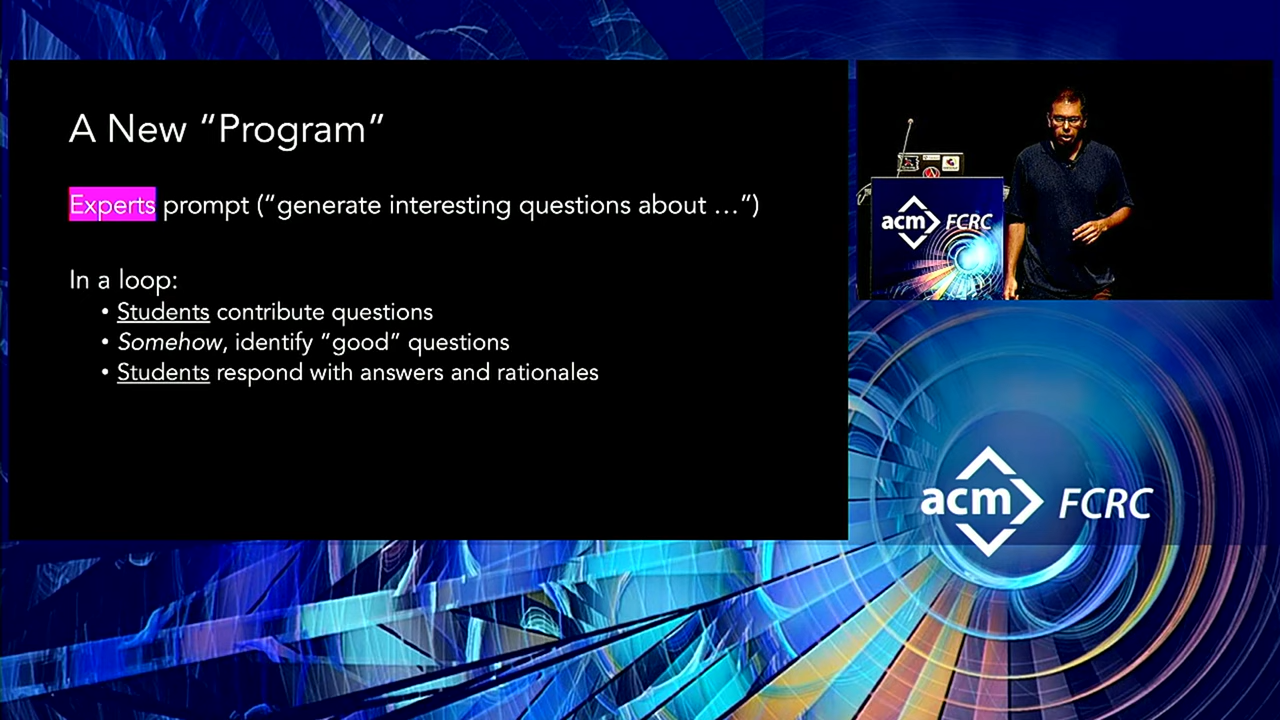 A New “Program”
Experts prompt (“generate interesting questions about …”)
In a loop:
• Students contribute questions
• Somehow, identify “good” questions
• Students respond with answers and rationales
acm FCRC
acm FCRC